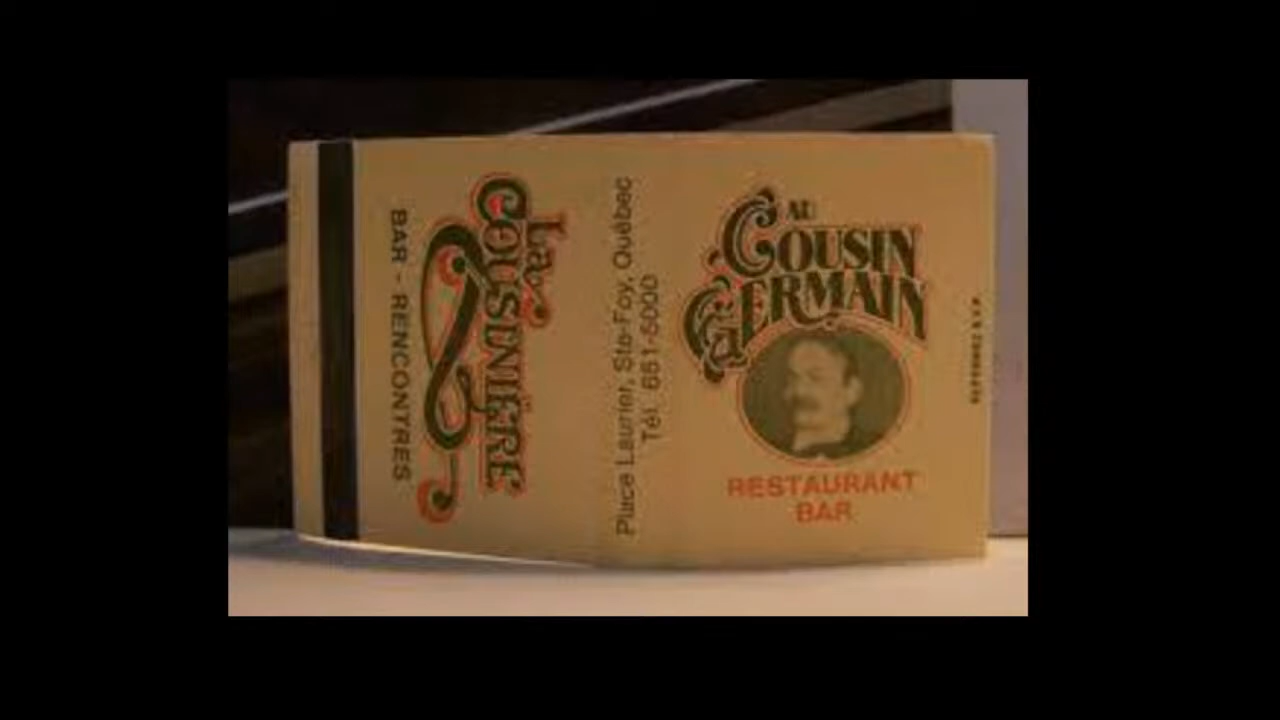 La
COUSINIÈRE
BAR - RENCONTRES
Place Laurier, Ste-Foy, Québec
Tél. 651-5000
AU
COUSIN
GERMAIN
RESTAURANT
BAR